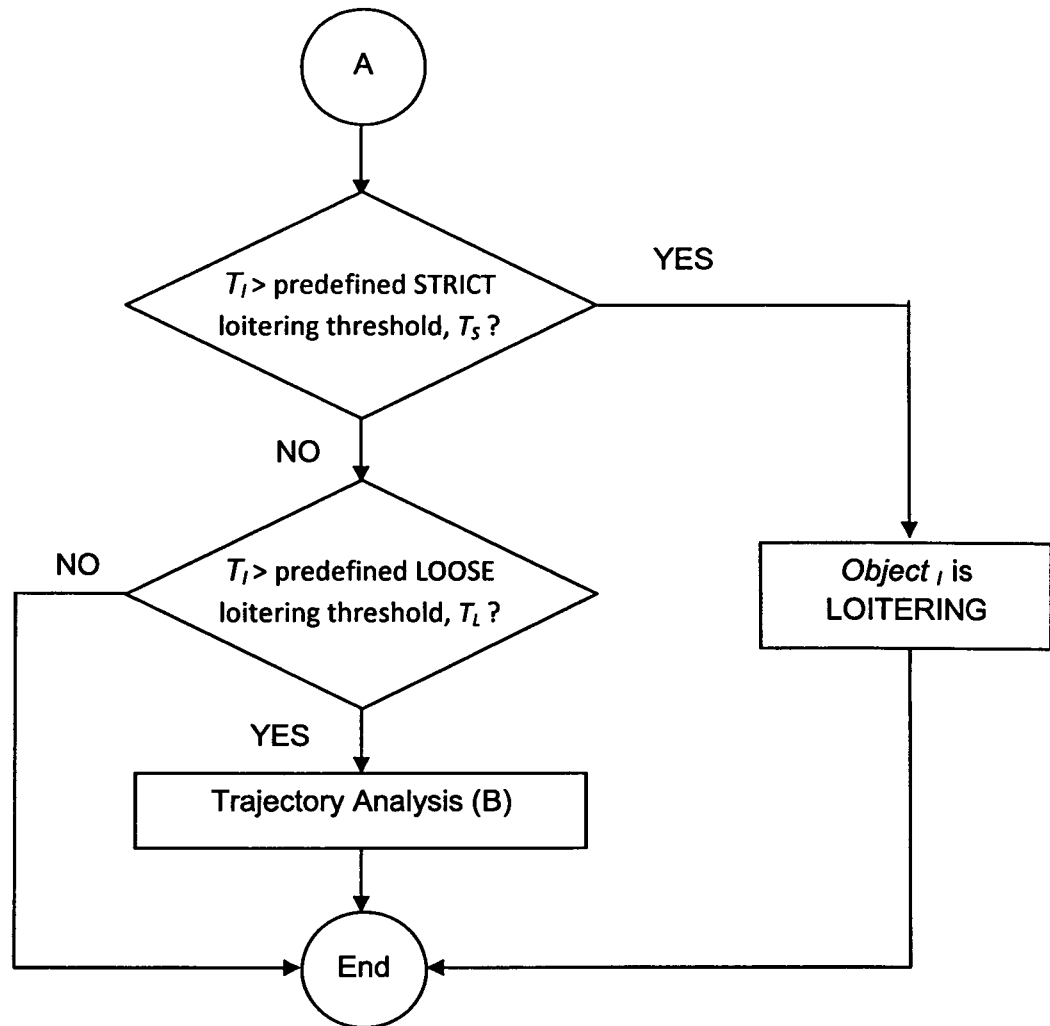 A
T_I > predefined STRICT
loitering threshold, T_S ?
YES
NO
T_I > predefined LOOSE
loitering threshold, T_L ?
NO
Object_I is
LOITERING
YES
Trajectory Analysis (B)
End